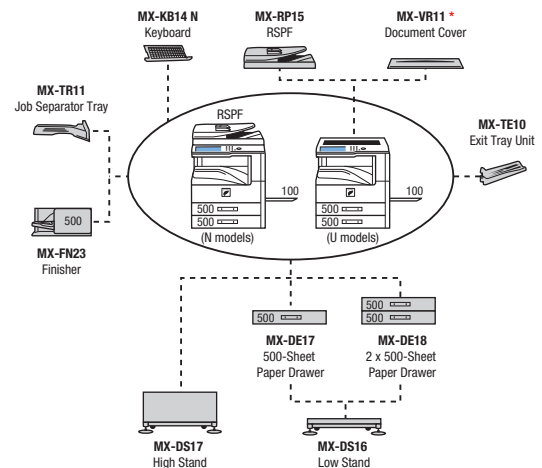 MX-KB14 N
Keyboard
MX-RP15
RSPF
MX-VR11 *
Document Cover
MX-TR11
Job Separator Tray
RSPF
MX-TE10
Exit Tray Unit
100
100
500
500
500
500
500
(N models)
(U models)
MX-FN23
Finisher
500
500
500
MX-DE17
500-Sheet
Paper Drawer
MX-DE18
2 x 500-Sheet
Paper Drawer
MX-DS17
High Stand
MX-DS16
Low Stand